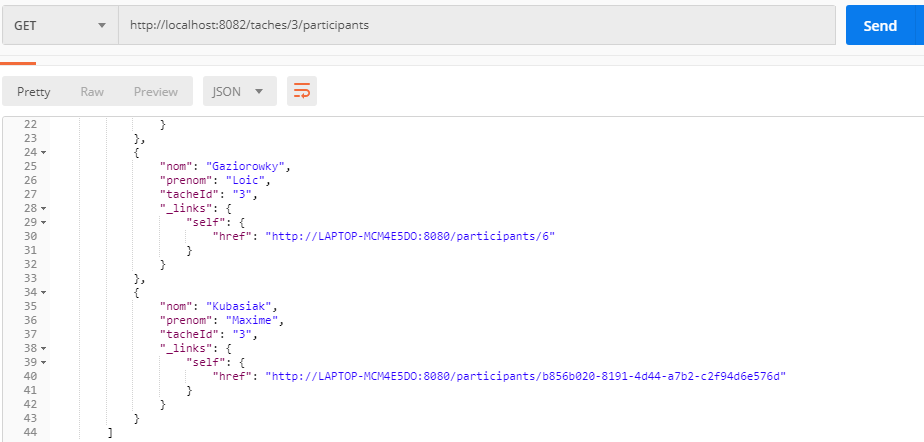 GET http://localhost:8082/taches/3/participants Send
Pretty Raw Preview JSON
22 }
23 },
24 {
25 "nom": "Gaziorowky",
26 "prenom": "Loic",
27 "tacheId": "3",
28 "_links": {
29 "self": {
30 "href": "http://LAPTOP-MCM4E5DO:8080/participants/6"
31 }
32 }
33 },
34 {
35 "nom": "Kubasiak",
36 "prenom": "Maxime",
37 "tacheId": "3",
38 "_links": {
39 "self": {
40 "href": "http://LAPTOP-MCM4E5DO:8080/participants/b856b020-8191-4d44-a7b2-c2f94d6e576d"
41 }
42 }
43 }
44 ]